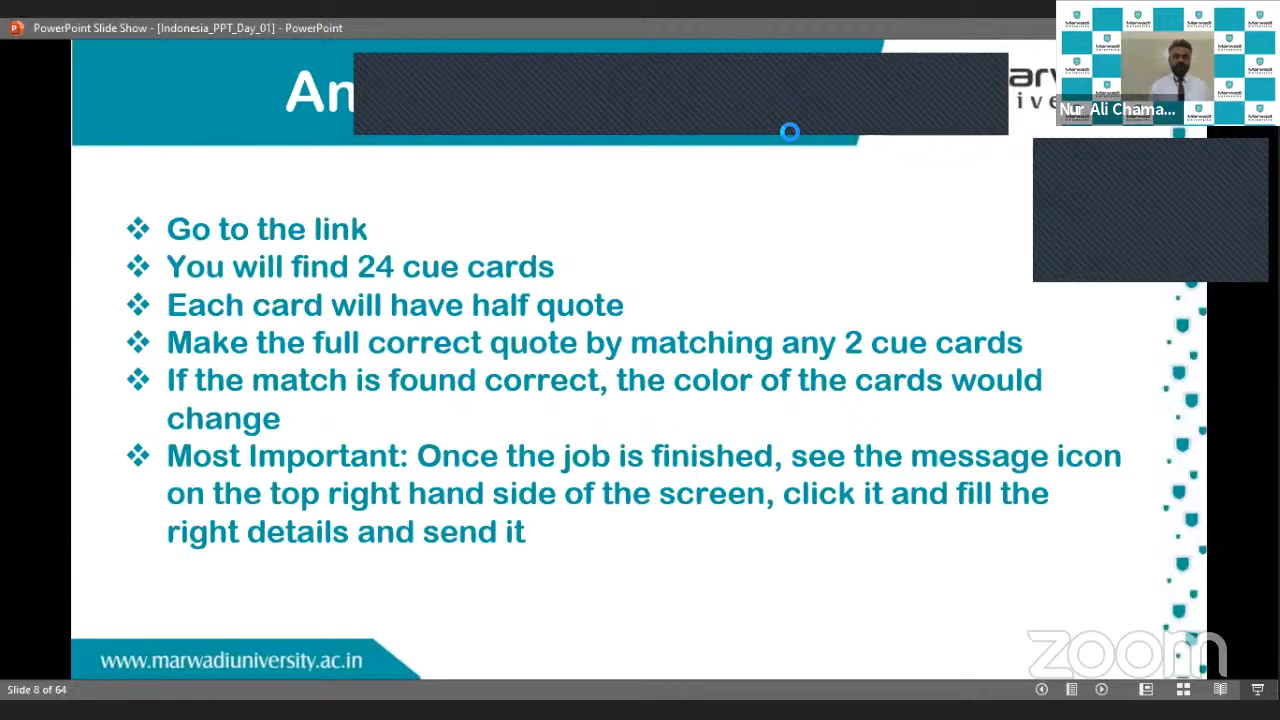 PowerPoint Slide Show - [Indonesia_PPT_Day_01] - PowerPoint
Nur Ali Chama...
❖ Go to the link
❖ You will find 24 cue cards
❖ Each card will have half quote
❖ Make the full correct quote by matching any 2 cue cards
❖ If the match is found correct, the color of the cards would
change
❖ Most Important: Once the job is finished, see the message icon
on the top right hand side of the screen, click it and fill the
right details and send it
www.marwadiuniversity.ac.in
zoom
Slide 8 of 64